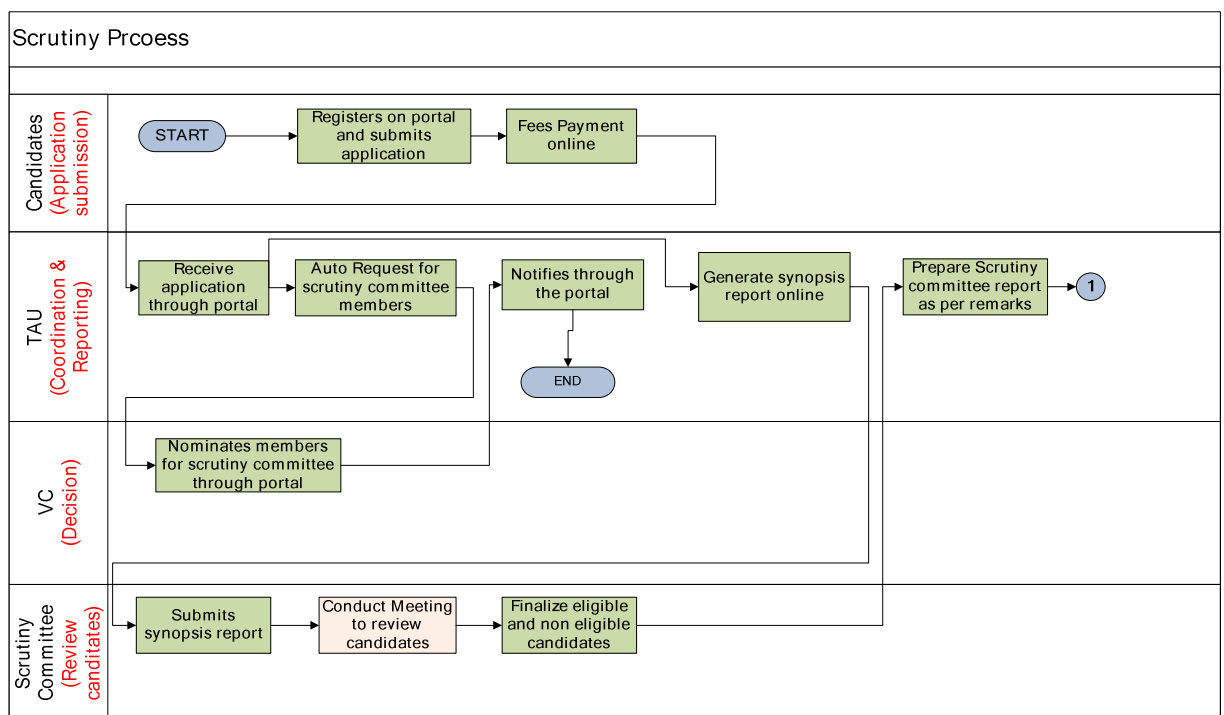 Scrutiny Prcoess
Candidates
(Application
submission)
START
Registers on portal
and submits
application
Fees Payment
online
TAU
(Coordination &
Reporting)
Receive
application
through portal
Auto Request for
scrutiny committee
members
Notifies through
the portal
END
Generate synopsis
report online
Prepare Scrutiny
committee report
as per remarks
1
VC
(Decision)
Nominates members
for scrutiny committee
through portal
Scrutiny
Committee
(Review
canditates)
Submits
synopsis report
Conduct Meeting
to review
candidates
Finalize eligible
and non eligible
candidates